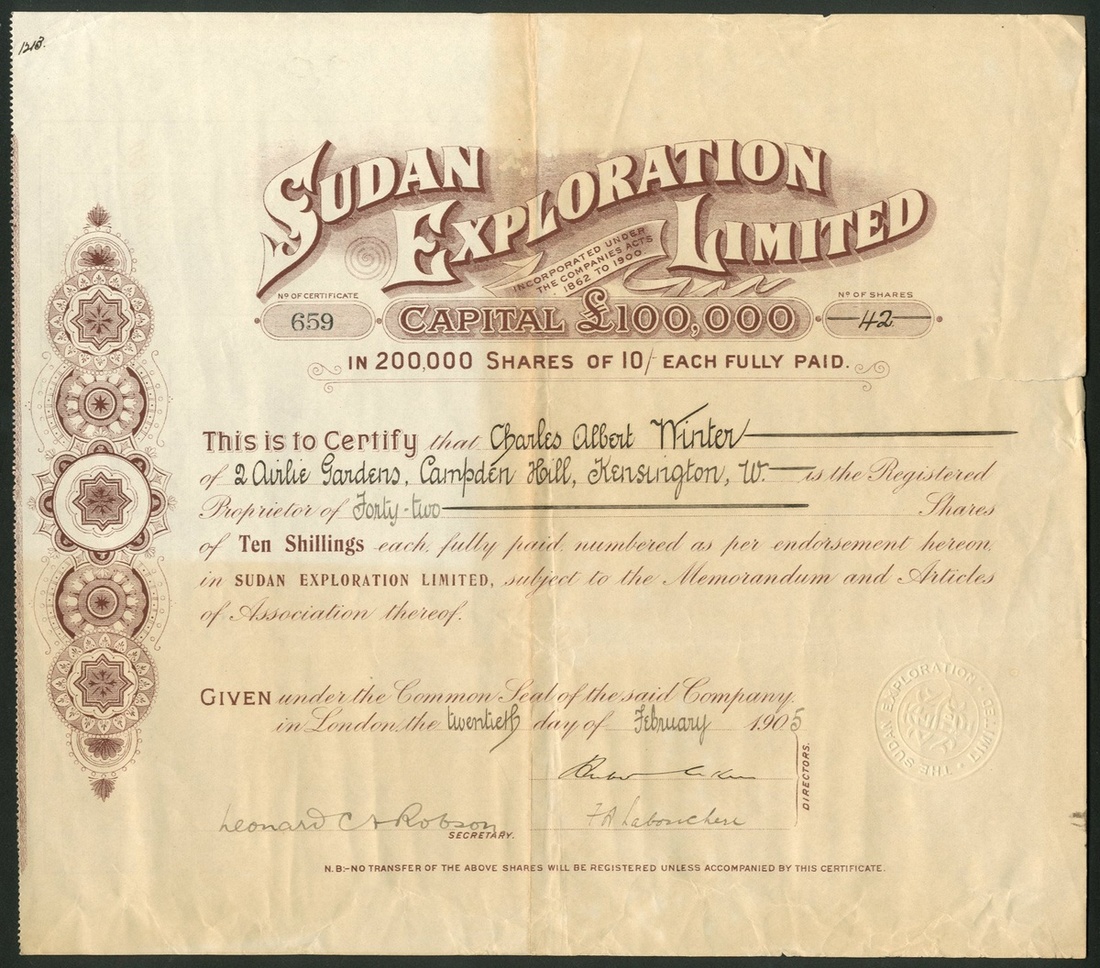 1213.
SUDAN
EXPLORATION
LIMITED
INCORPORATED UNDER
THE COMPANIES ACTS
1862 TO 1900
No OF CERTIFICATE
659
CAPITAL £100,000
No OF SHARES
42
IN 200,000 SHARES OF 10/- EACH FULLY PAID.
This is to Certify that Charles Albert Winter
of 2 Airlie Gardens, Campden Hill, Kensington, W. is the Registered
Proprietor of Forty-two Shares
of Ten Shillings each, fully paid, numbered as per endorsement hereon,
in SUDAN EXPLORATION LIMITED, subject to the Memorandum and Articles
of Association thereof.
GIVEN under the Common Seal of the said Company,
in London, the twentieth day of February 1905
DIRECTORS.
Leonard C H Robson
SECRETARY.
F A Labouchere
THE SUDAN EXPLORATION LIMITED
N.B:-NO TRANSFER OF THE ABOVE SHARES WILL BE REGISTERED UNLESS ACCOMPANIED BY THIS CERTIFICATE.